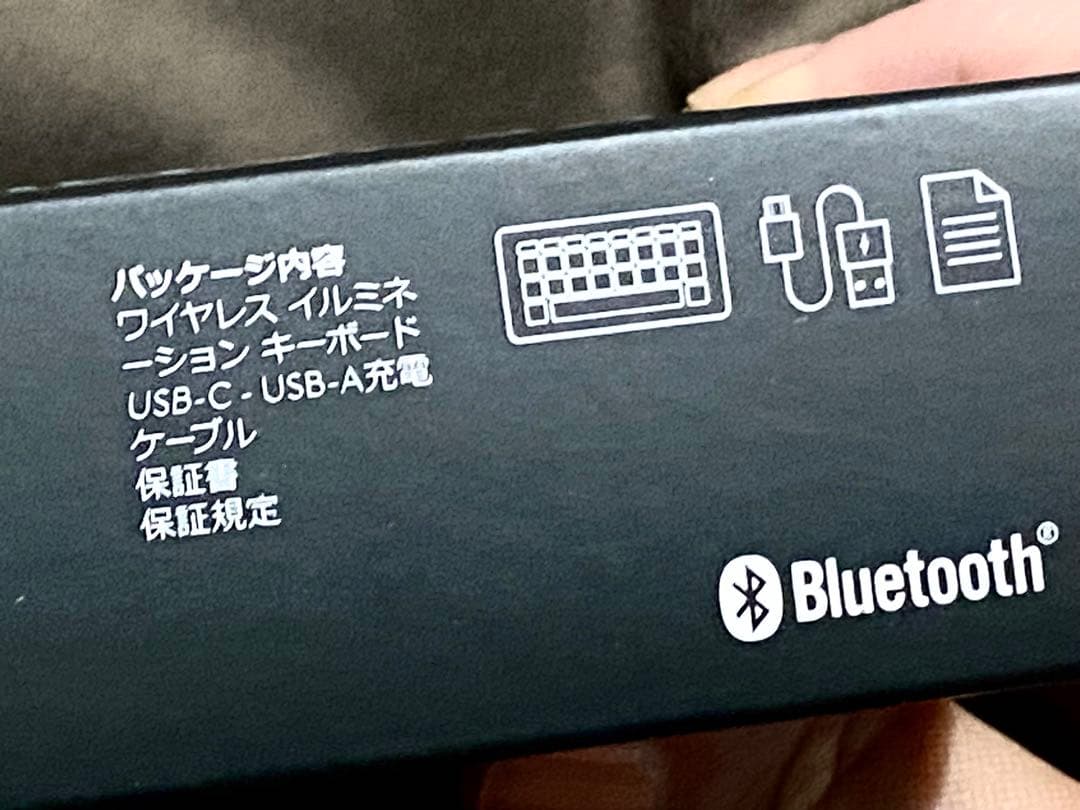 パッケージ内容
ワイヤレス イルミネ
ーション キーボード
USB-C - USB-A充電
ケーブル
保証書
保証規定
Bluetooth®